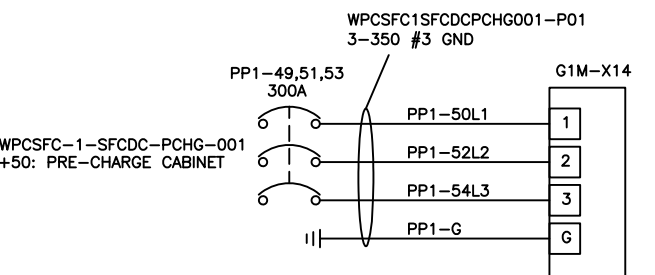 WPCSFC1SFCDCPCHG001-P01
3-350 #3 GND
PP1-49,51,53
300A
G1M-X14
PP1-50L1
1
WPCSFC-1-SFCDC-PCHG-001
+50: PRE-CHARGE CABINET
PP1-52L2
2
PP1-54L3
3
PP1-G
G